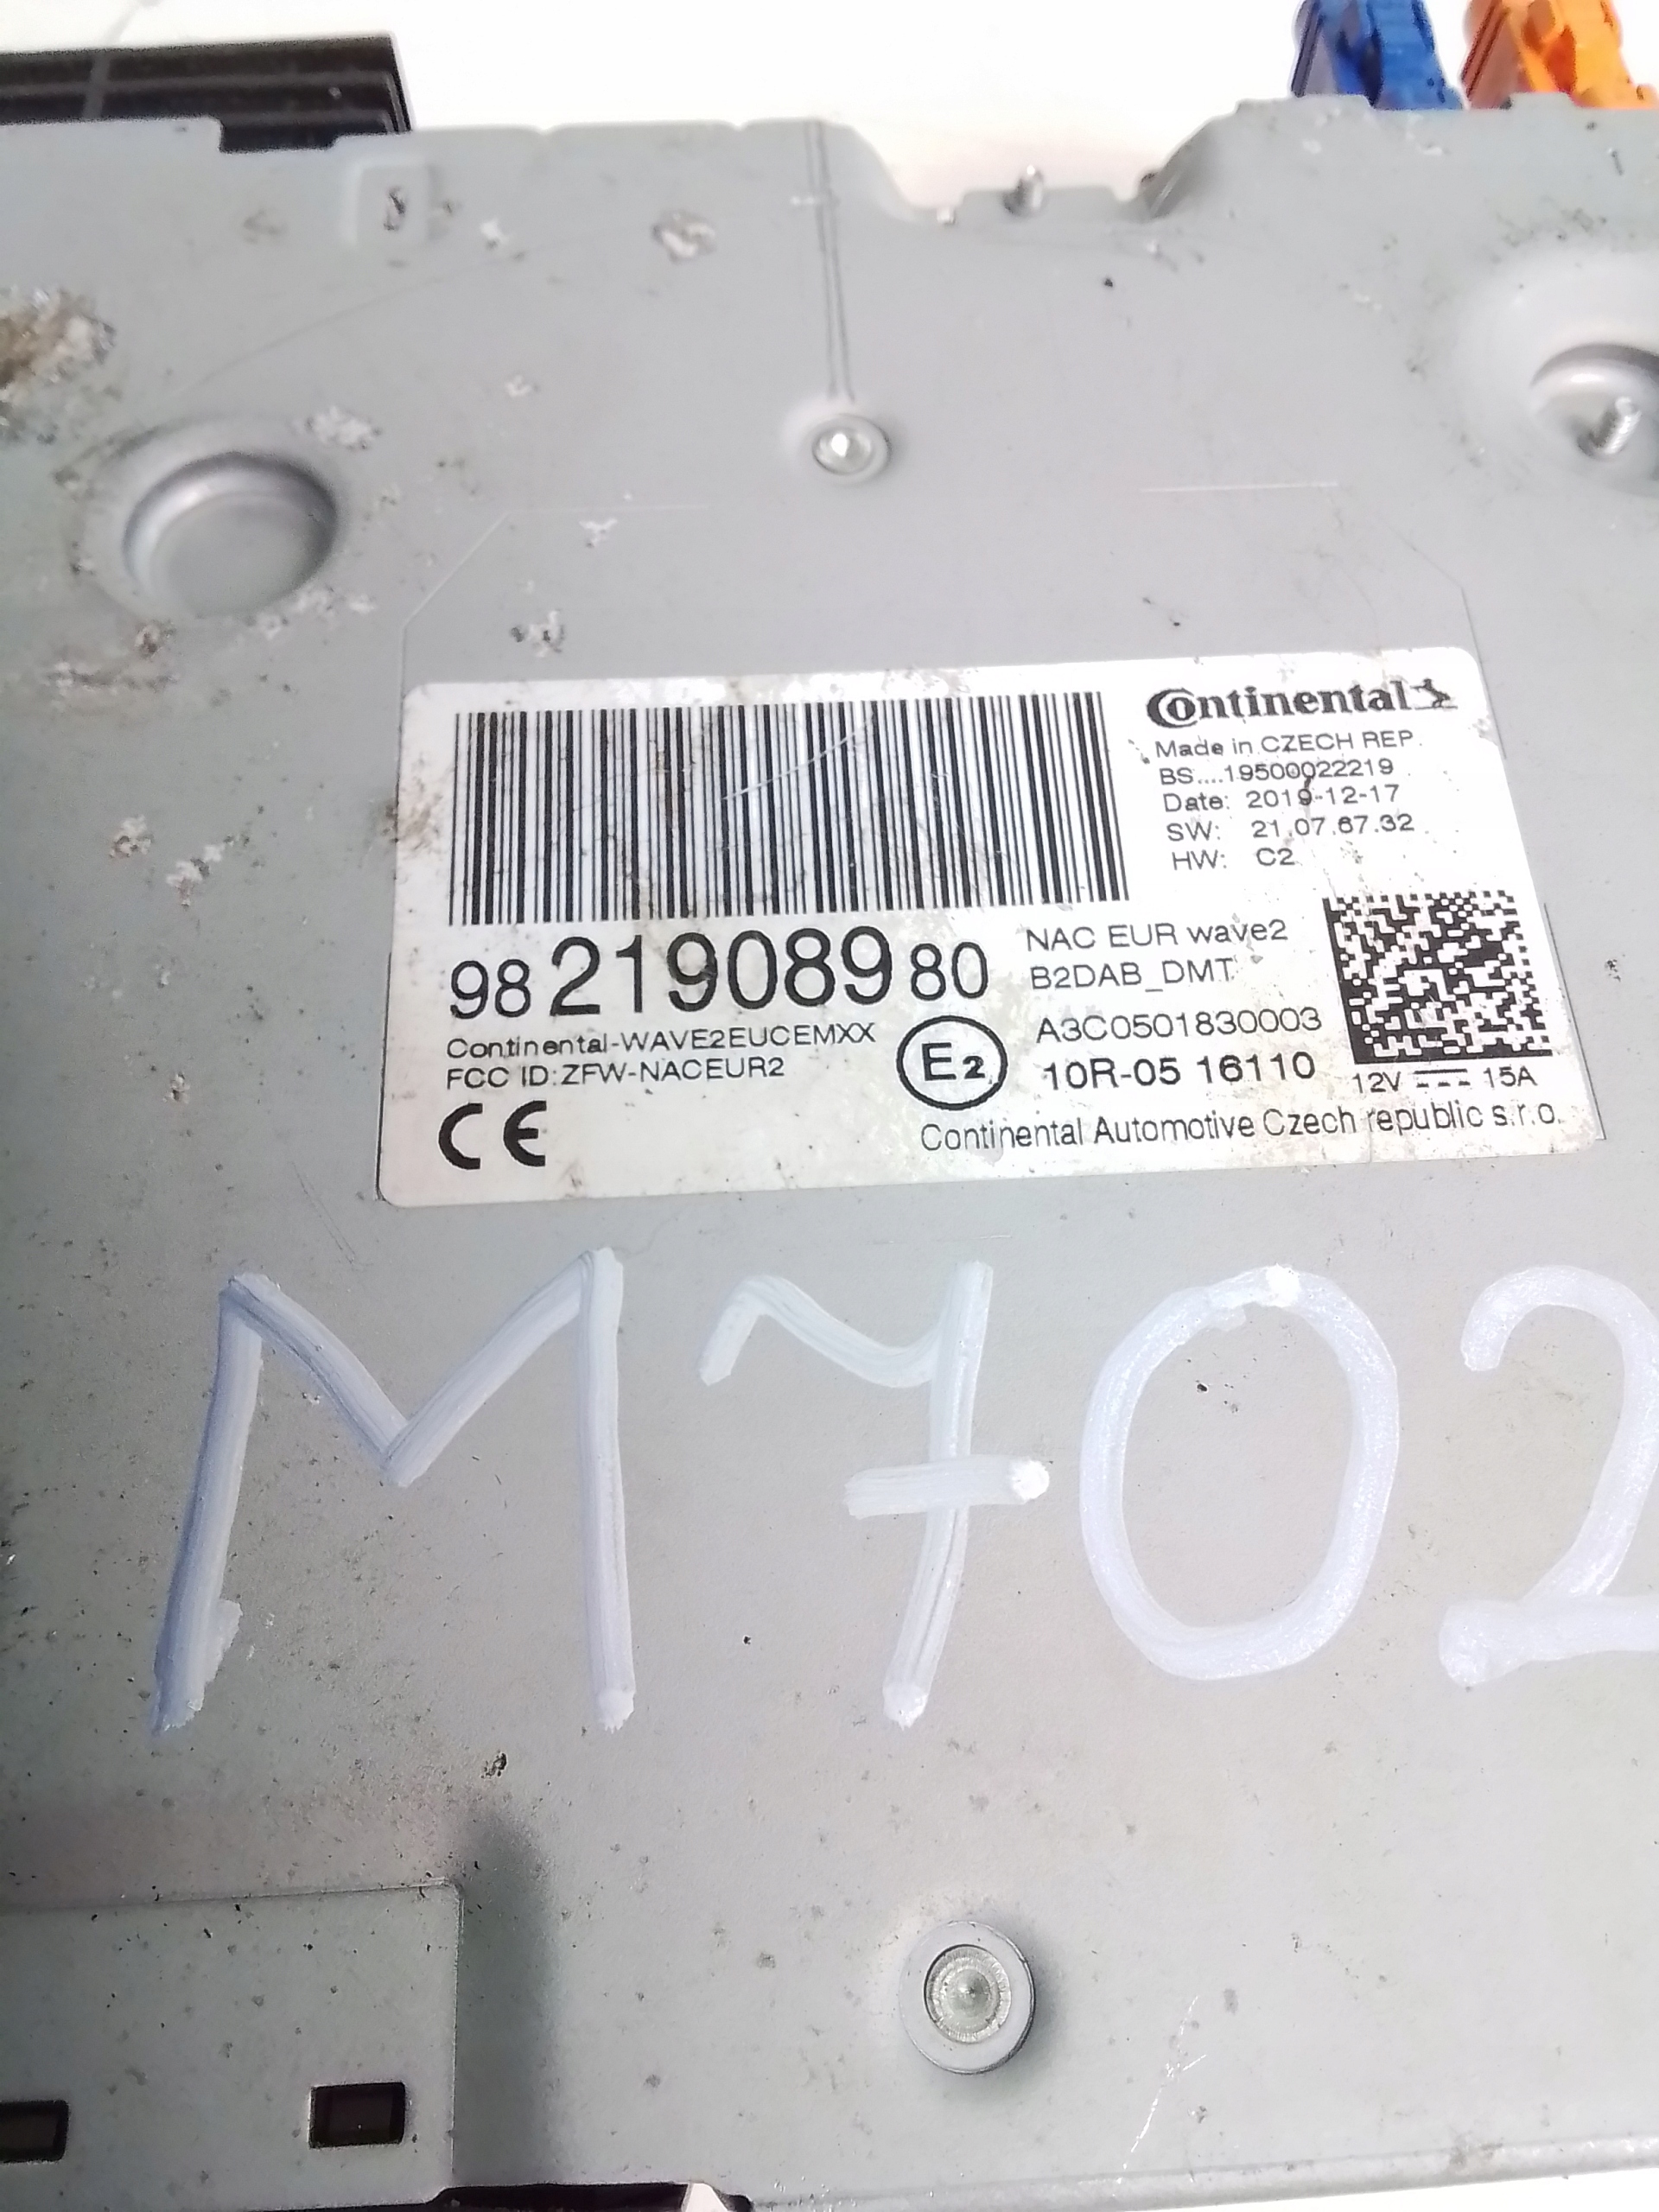 Continental
Made in CZECH REP.
BS....19500022219
Date: 2019-12-17
SW: 21.07.67.32
HW: C2
98 21908980
NAC EUR wave2
B2DAB_DMT
Continental-WAVE2EUCEMXX
FCC ID:ZFW-NACEUR2
E2
A3C0501830003
10R-05 16110
12V 15A
CE
Continental Automotive Czech republic s.r.o.
M702